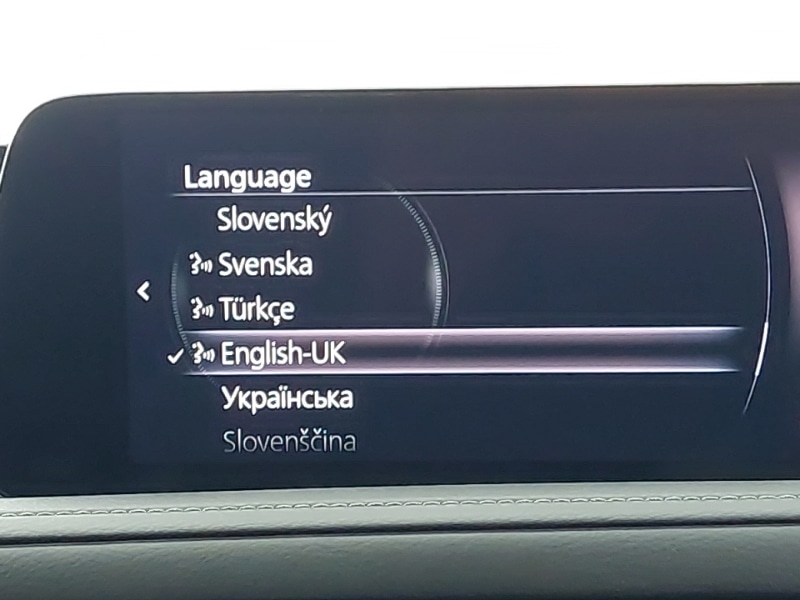 Language
Slovenský
Svenska
Türkçe
English-UK
Українська
Slovenščina